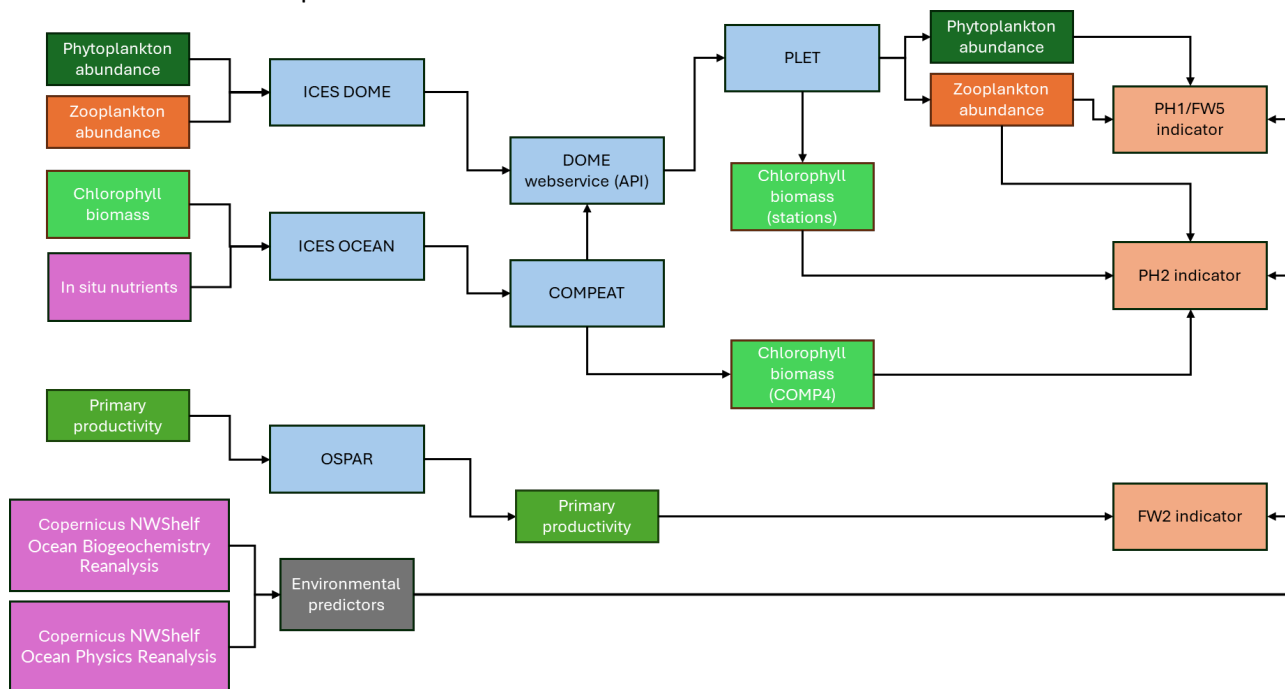 Phytoplankton
abundance
Zooplankton
abundance
ICES DOME
Chlorophyll
biomass
In situ nutrients
ICES OCEAN
DOME
webservice (API)
COMPEAT
PLET
Phytoplankton
abundance
Zooplankton
abundance
PH1/FW5
indicator
Chlorophyll
biomass
(stations)
PH2 indicator
Chlorophyll
biomass
(COMP4)
Primary
productivity
OSPAR
Primary
productivity
FW2 indicator
Copernicus NWShelf
Ocean Biogeochemistry
Reanalysis
Copernicus NWShelf
Ocean Physics Reanalysis
Environmental
predictors